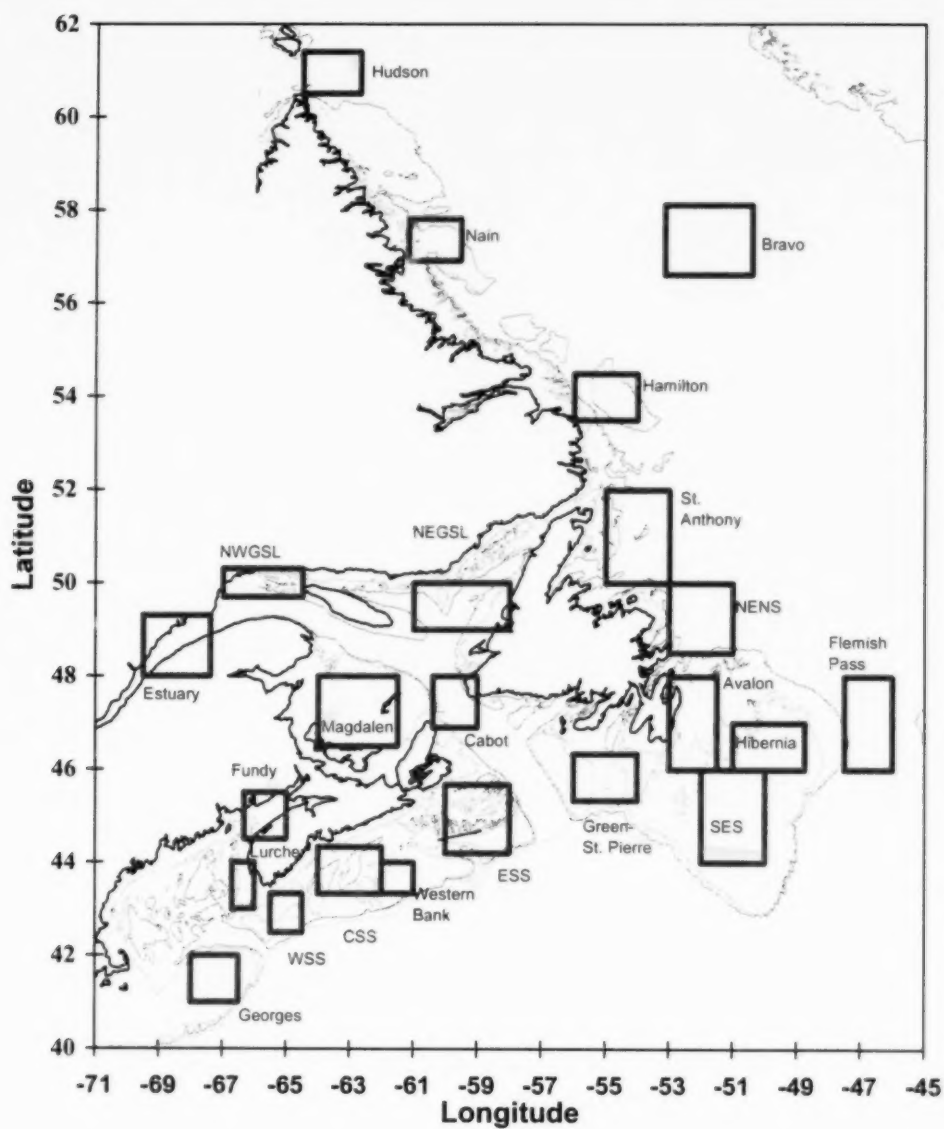 62
Hudson
60
58
Nain
Bravo
56
Hamilton
54
52
St.
Anthony
NEGSL
NWGSL
50
NENS
Flemish
Pass
48
Estuary
Avalon
Magdalen
Cabot
Hibernia
46
Fundy
Green-
St. Pierre
SES
44
Lurcher
ESS
Western
Bank
CSS
WSS
42
Georges
40
Latitude
-71 -69 -67 -65 -63 -61 -59 -57 -55 -53 -51 -49 -47 -45
Longitude